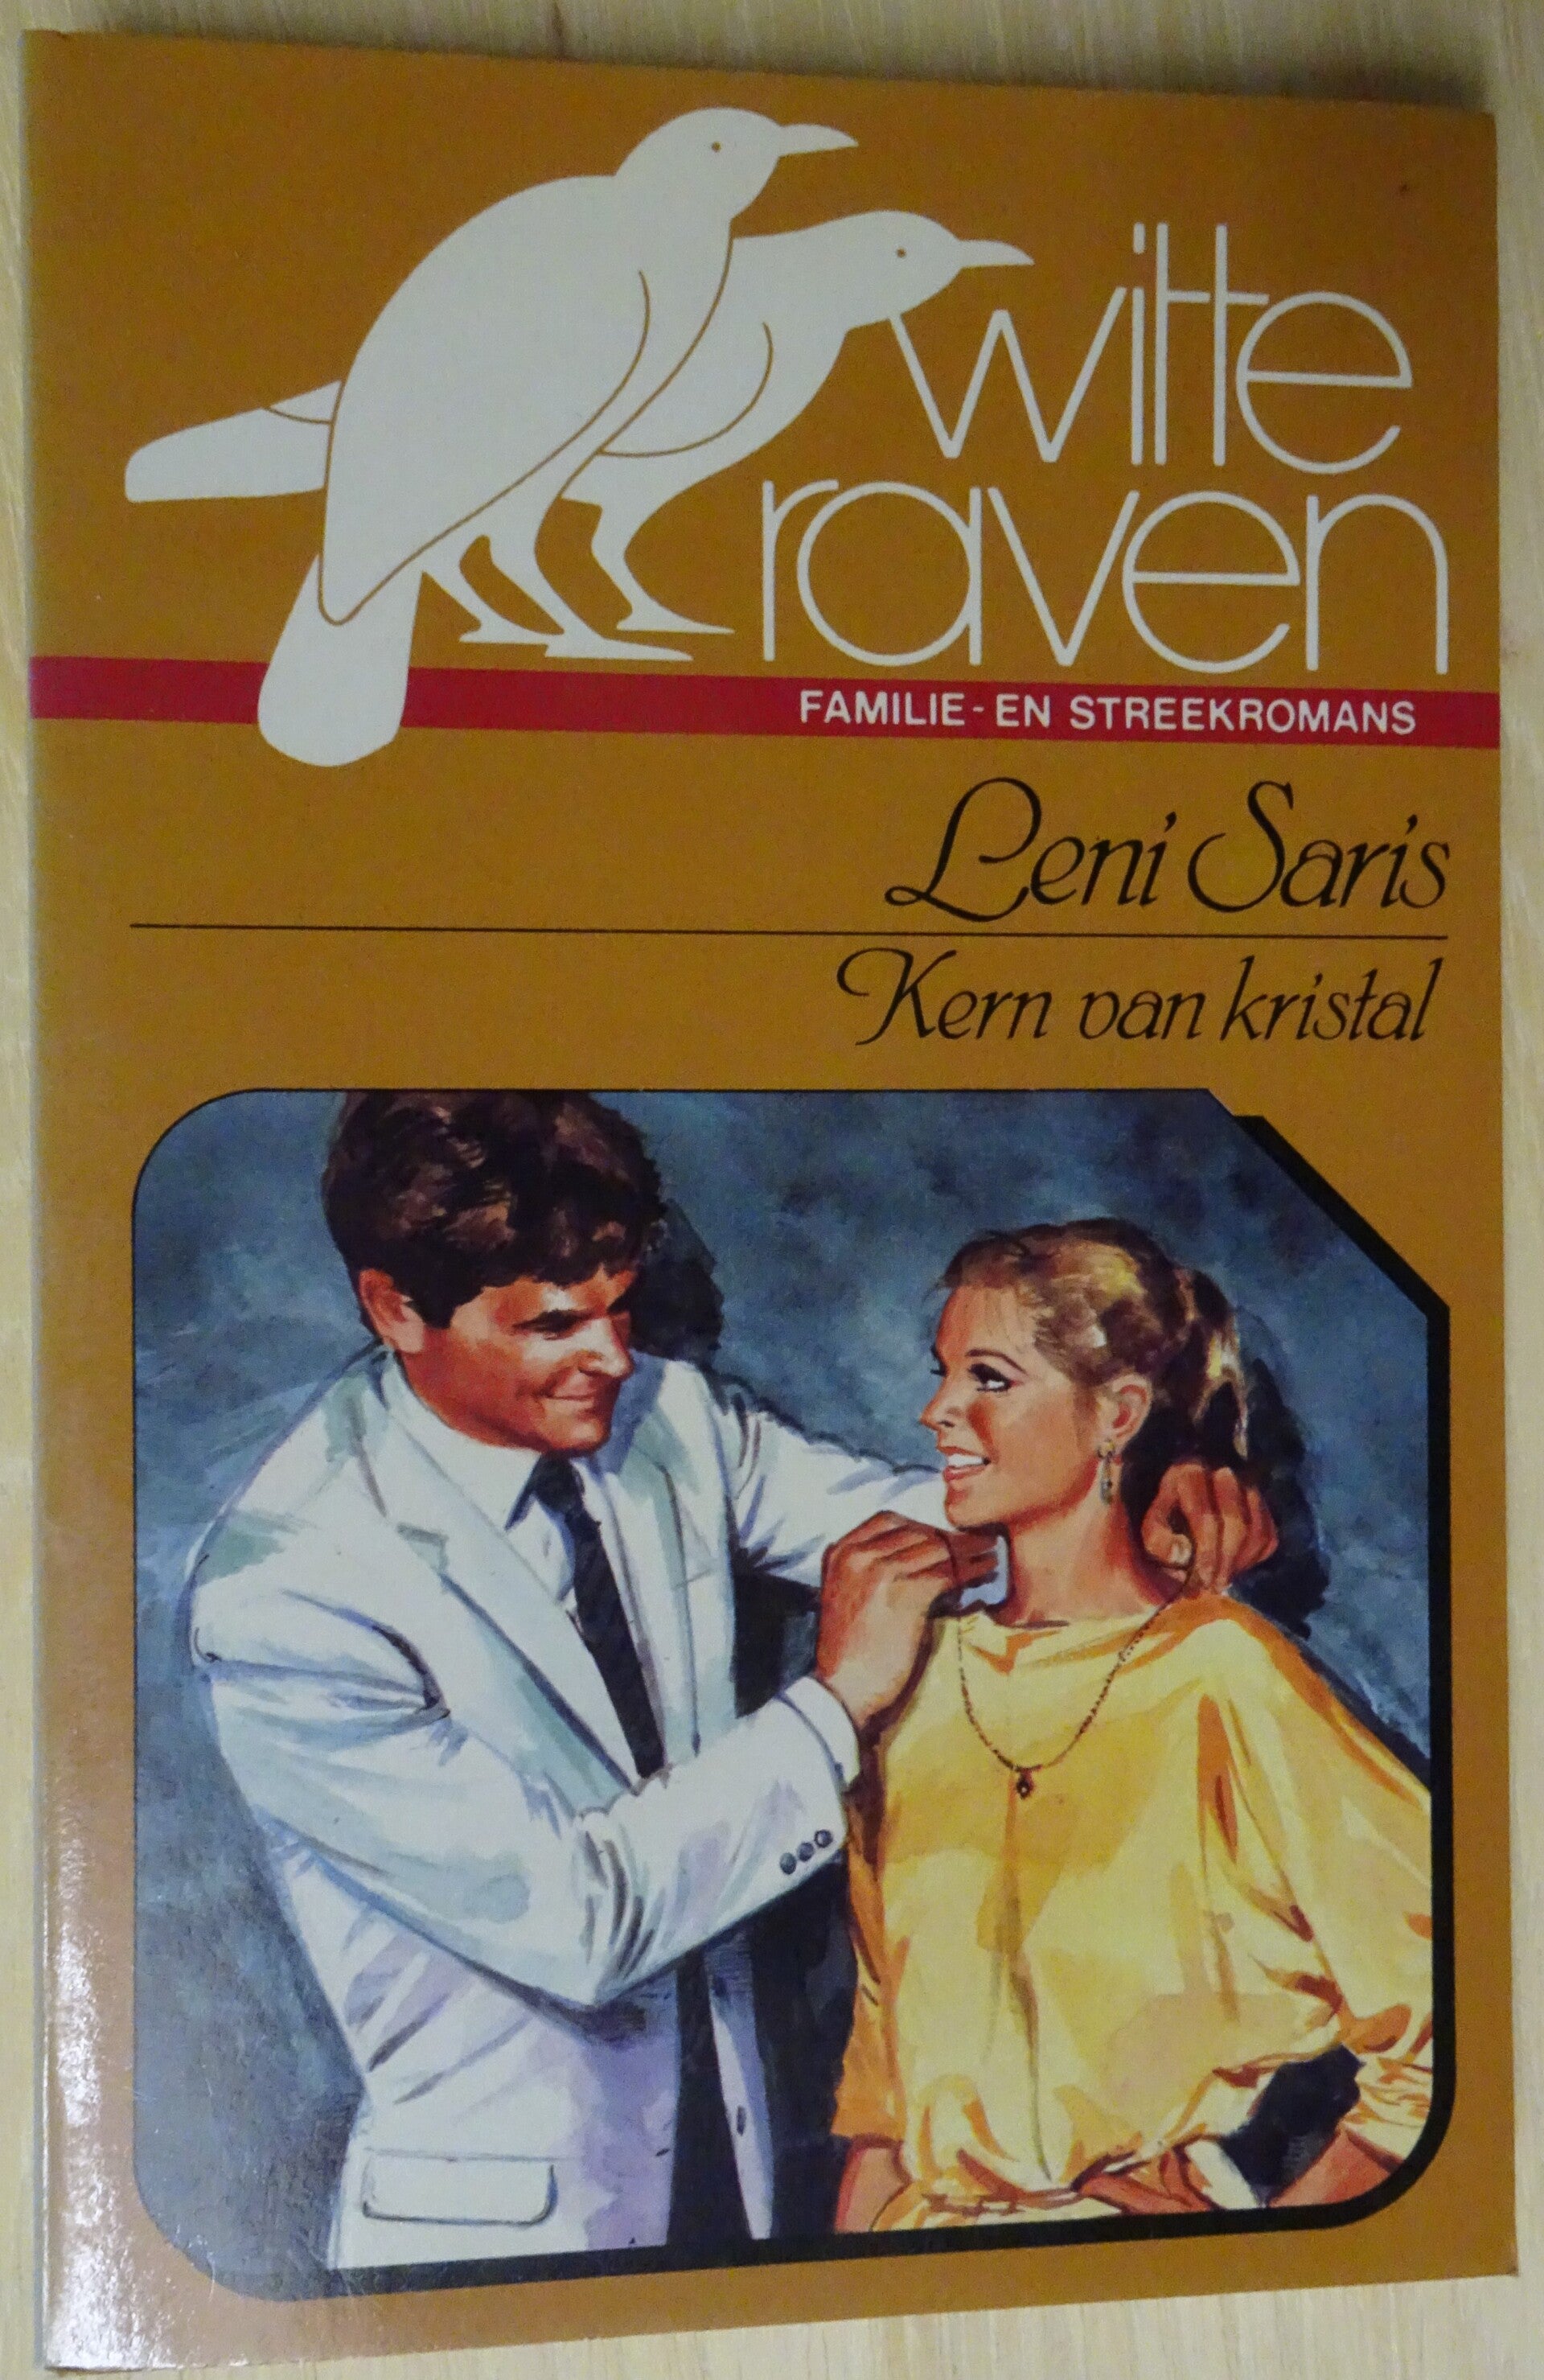 witte
raven
FAMILIE-EN STREEKROMANS
Leni Saris
Kern van kristal